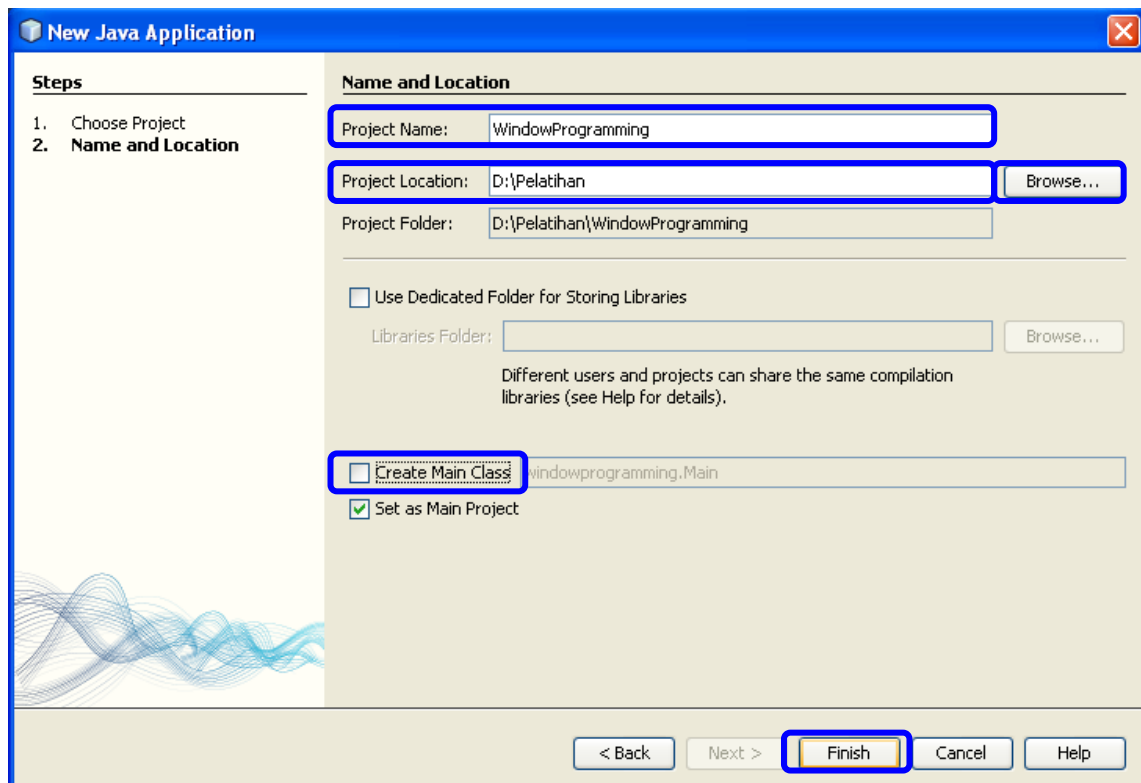 New Java Application
Steps
1. Choose Project
2. Name and Location
Name and Location
Project Name: WindowProgramming
Project Location: D:\Pelatihan Browse...
Project Folder: D:\Pelatihan\WindowProgramming
Use Dedicated Folder for Storing Libraries
Libraries Folder: Browse...
Different users and projects can share the same compilation
libraries (see Help for details).
Create Main Class windowprogramming.Main
Set as Main Project
< Back Next > Finish Cancel Help